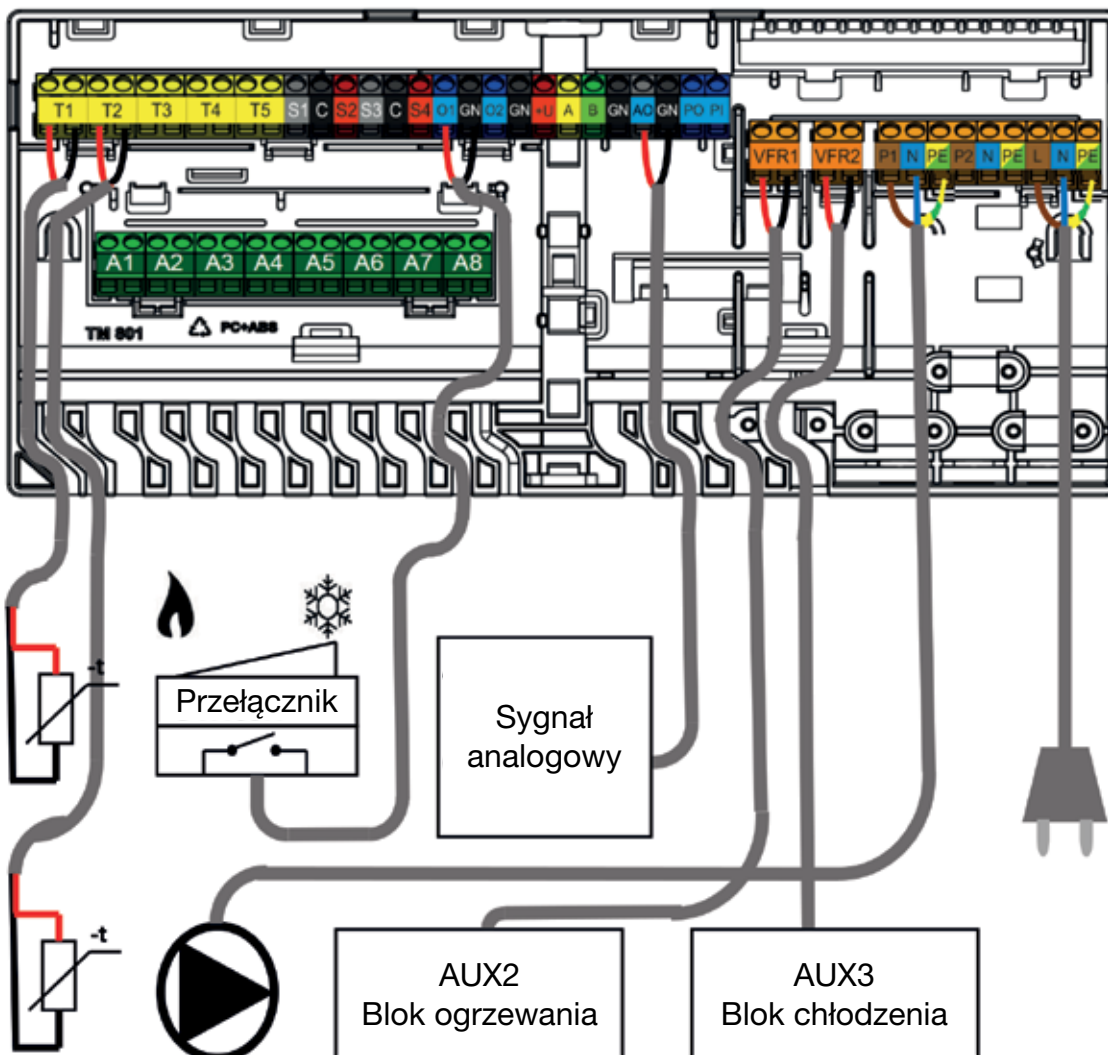 T1 T2 T3 T4 T5 S1 C S2 S3 C S4 O1 GN O2 GN +U A B GN AO GN PO PI
VFR1 VFR2 P1 N PE P2 N PE L N PE
A1 A2 A3 A4 A5 A6 A7 A8
TM 801 PC+ABS
-t
Przełącznik
Sygnał
analogowy
-t
AUX2
Blok ogrzewania
AUX3
Blok chłodzenia